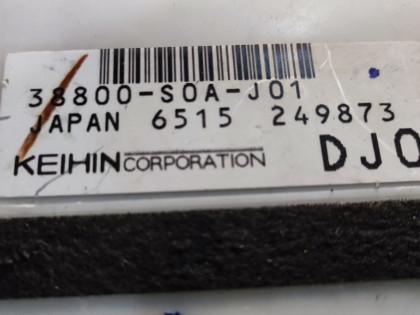 38800-S0A-J01
JAPAN 6515 249873
KEIHIN CORPORATION DJ0